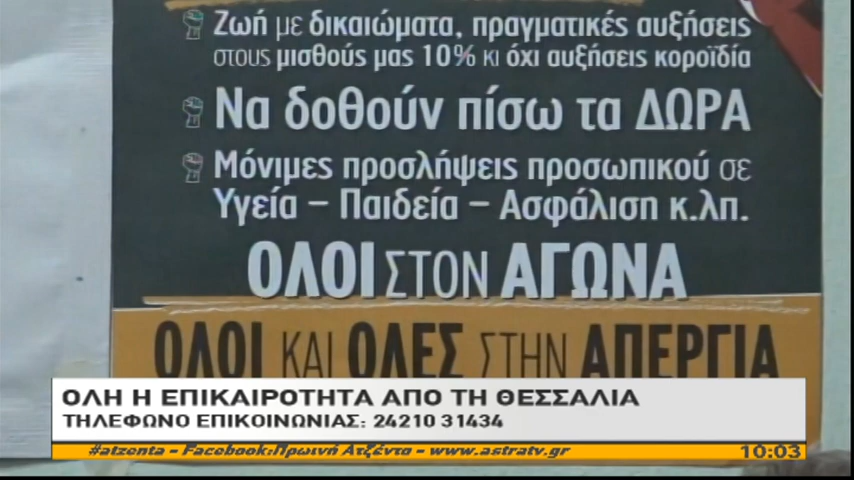 Ζωή με δικαιώματα, πραγματικές αυξήσεις
στους μισθούς μας 10% κι όχι αυξήσεις κοροϊδία
Να δοθούν πίσω τα ΔΩΡΑ
Μόνιμες προσλήψεις προσωπικού σε
Υγεία – Παιδεία – Ασφάλιση κ.λπ.
ΟΛΟΙ ΣΤΟΝ ΑΓΩΝΑ
ΟΛΟΙ ΚΑΙ ΟΛΕΣ ΣΤΗΝ ΑΠΕΡΓΙΑ
ΟΛΗ Η ΕΠΙΚΑΙΡΟΤΗΤΑ ΑΠΟ ΤΗ ΘΕΣΣΑΛΙΑ
ΤΗΛΕΦΩΝΟ ΕΠΙΚΟΙΝΩΝΙΑΣ: 24210 31434
#atzenta - Facebook:Πρωινή Ατζέντα - www.astratv.gr 10:03